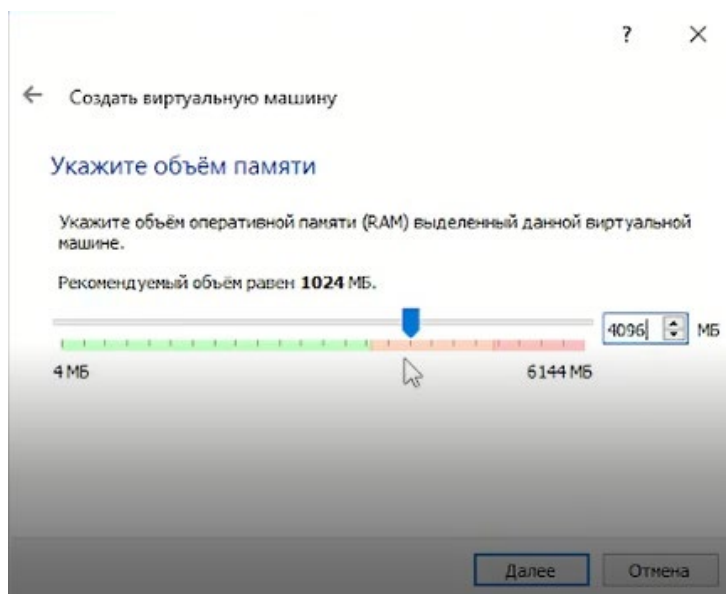 ?
Создать виртуальную машину
Укажите объём памяти
Укажите объём оперативной памяти (RAM) выделенный данной виртуальной
машине.
Рекомендуемый объём равен 1024 МБ.
4096 МБ
4 МБ 6144 МБ
Далее Отмена